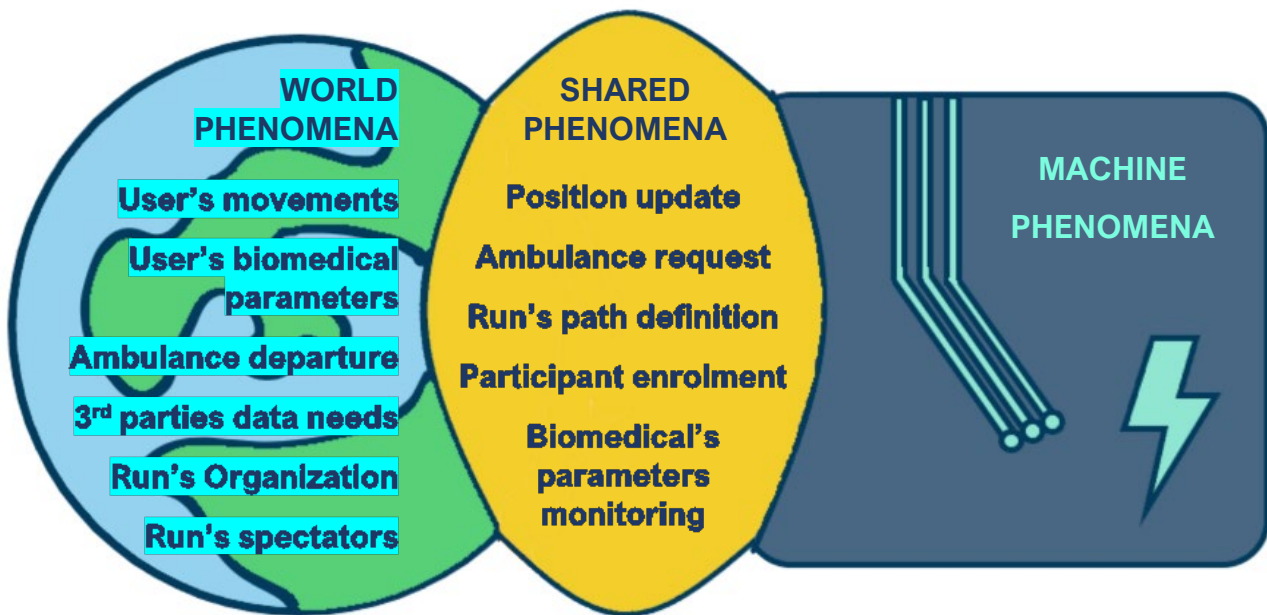 WORLD
PHENOMENA
User's movements
User's biomedical
parameters
Ambulance departure
3rd parties data needs
Run's Organization
Run's spectators
SHARED
PHENOMENA
Position update
Ambulance request
Run's path definition
Participant enrolment
Biomedical's
parameters
monitoring
MACHINE
PHENOMENA